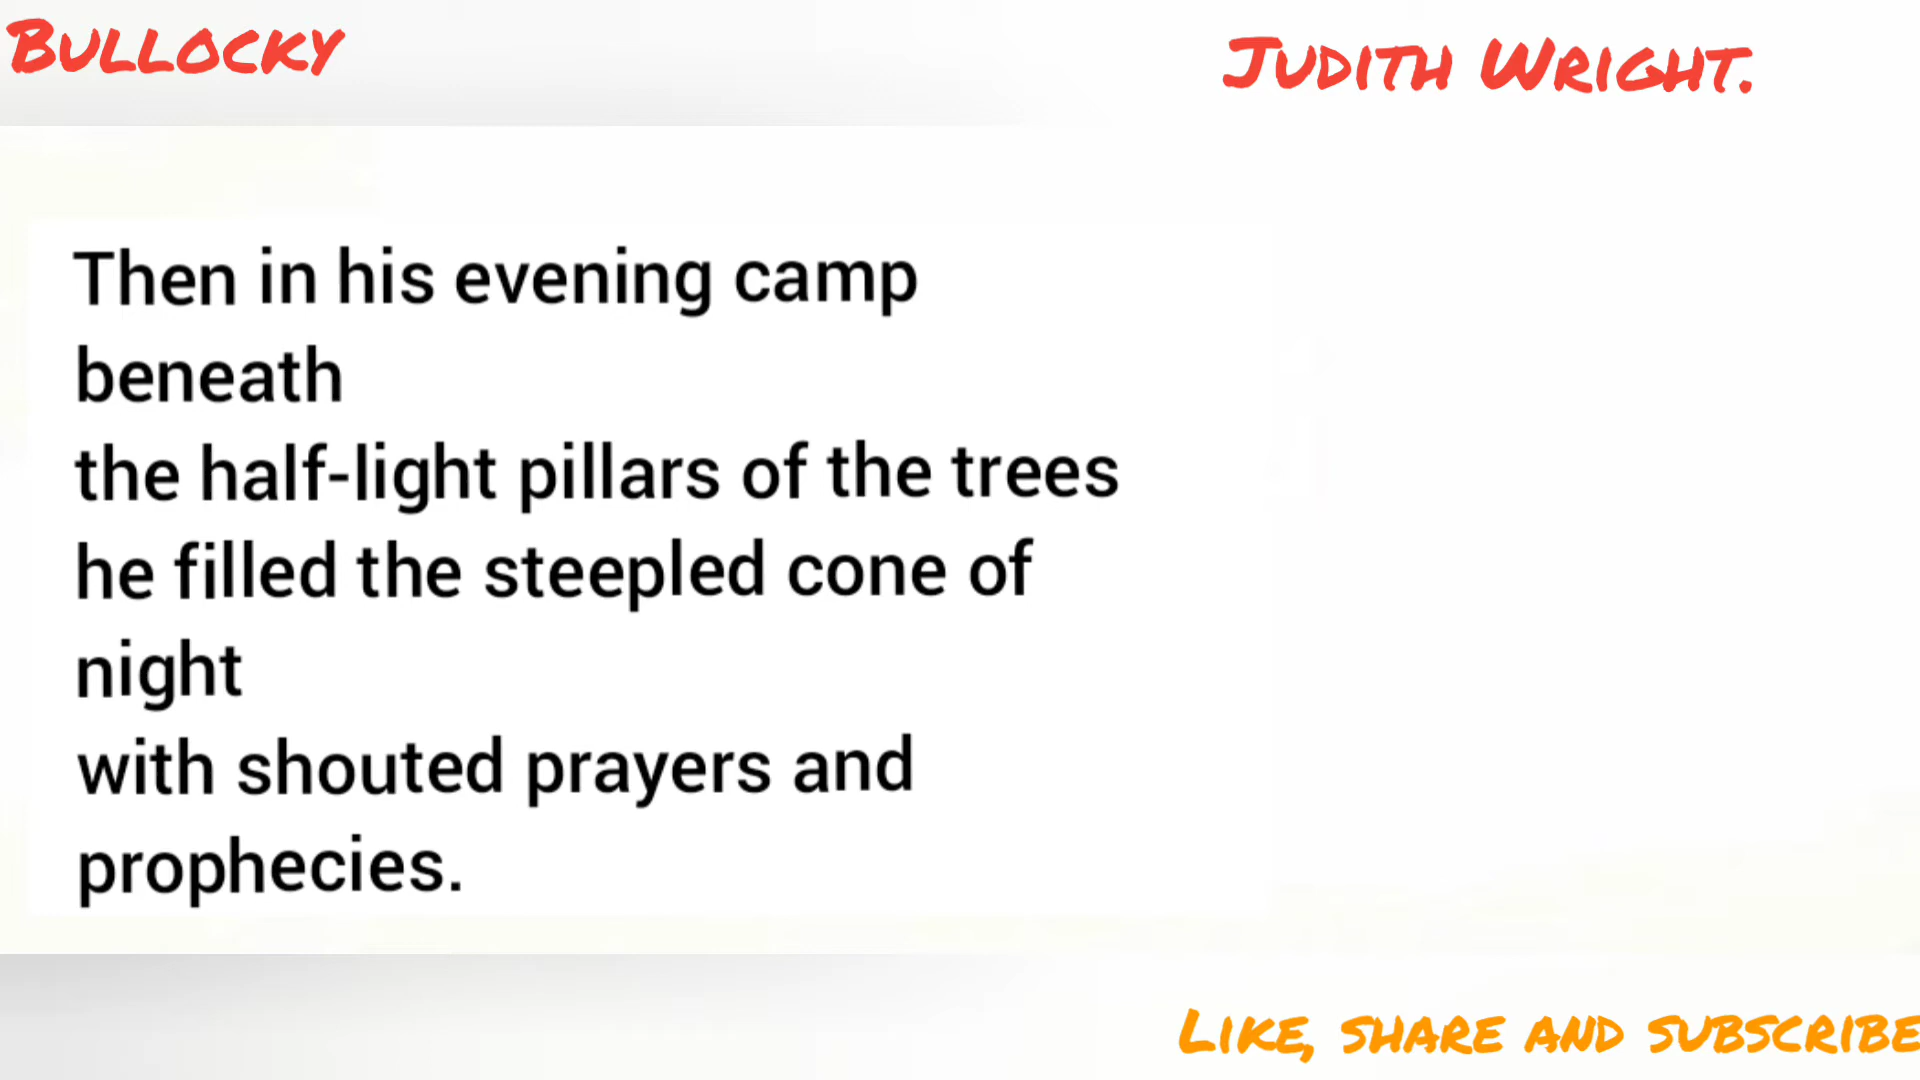 Bullocky
Judith Wright.
Then in his evening camp
beneath
the half-light pillars of the trees
he filled the steepled cone of
night
with shouted prayers and
prophecies.
Like, share and subscribe